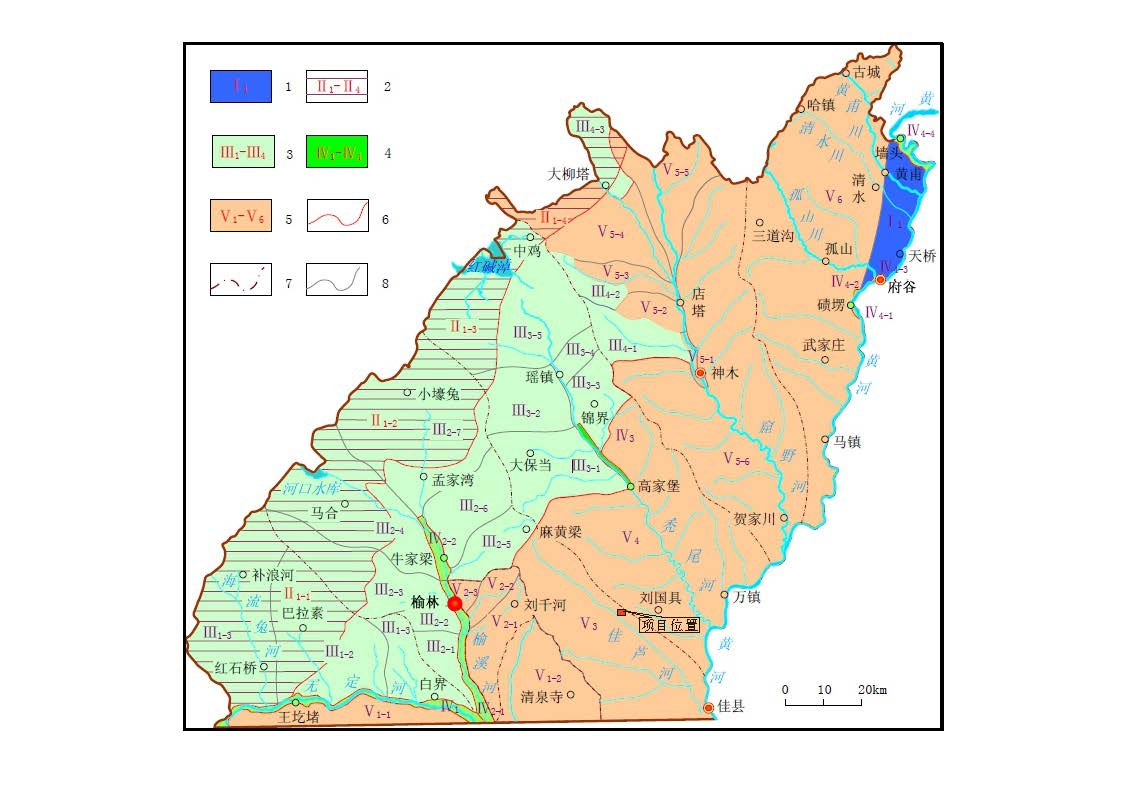 I₁ 1
II₁-II₄ 2
III₁-III₄ 3
IV₁-IV₄ 4
V₁-V₆ 5
6
7
8
古城
哈镇
黄甫川
清水川
黄河
IV₄₋₄
墙头
黄甫
清水
I₁
天桥
IV₄₋₃
府谷
IV₄₋₂
碛塄
IV₄₋₁
V₆
孤山川
三道沟
孤山
III₄₋₃
大柳塔
V₅₋₅
II₁₋₄
V₅₋₄
中鸡
红碱淖
V₅₋₃
III₄₋₂
V₅₋₂
店塔
II₁₋₃
III₃₋₅
III₃₋₄
III₄₋₁
V₅₋₁
神木
武家庄
黄河
瑶镇
III₃₋₃
小壕兔
III₃₋₂
锦界
II₁₋₂
III₂₋₇
IV₃
窟野河
V₅₋₆
马镇
大保当
III₃₋₁
孟家湾
高家堡
河口水库
马合
III₂₋₆
贺家川
III₂₋₄
IV₂₋₂
III₂₋₅
麻黄梁
V₄
秃尾河
牛家梁
补浪河
海流兔河
II₁₋₁
III₂₋₃
V₂₋₃
V₂₋₂
万镇
榆林
刘千河
刘国具
巴拉素
III₁₋₃
III₁₋₃
III₂₋₂
V₂₋₁
V₃
项目位置
III₁₋₂
III₂₋₁
榆溪河
佳芦河
黄河
红石桥
无定河
白界
V₁₋₂
清泉寺
0 10 20km
王圪堵
V₁₋₁
IV₁
IV₂₋₁
佳县